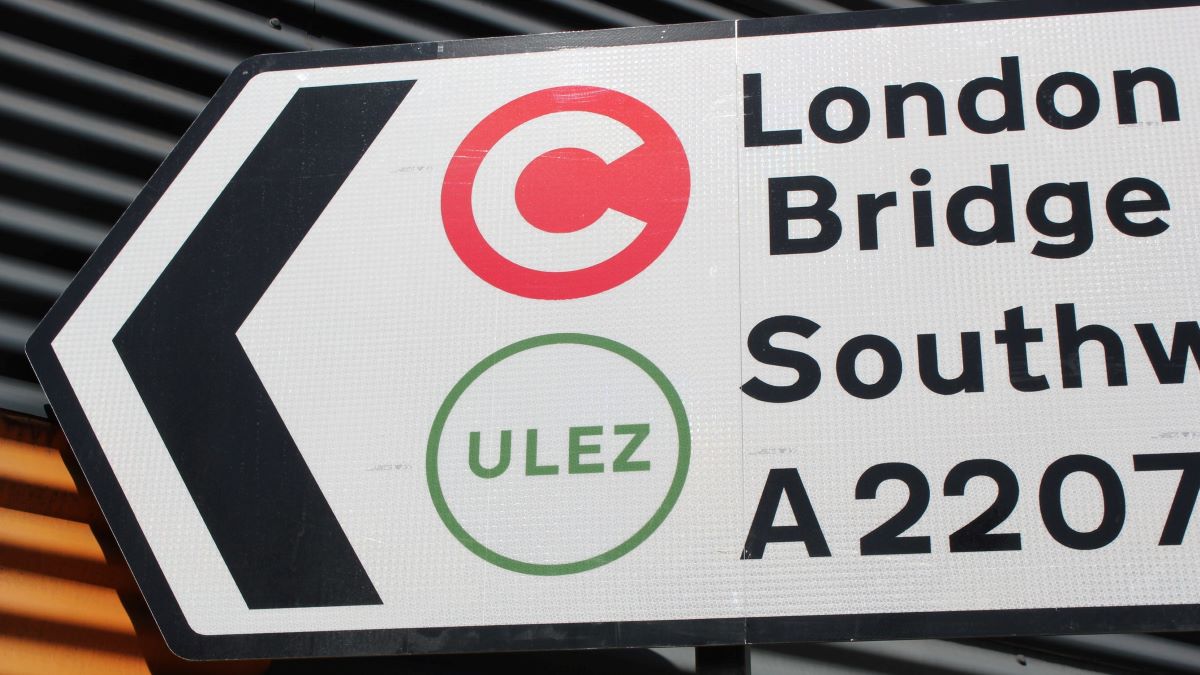 C
London
Bridge
Southw
ULEZ
A2207